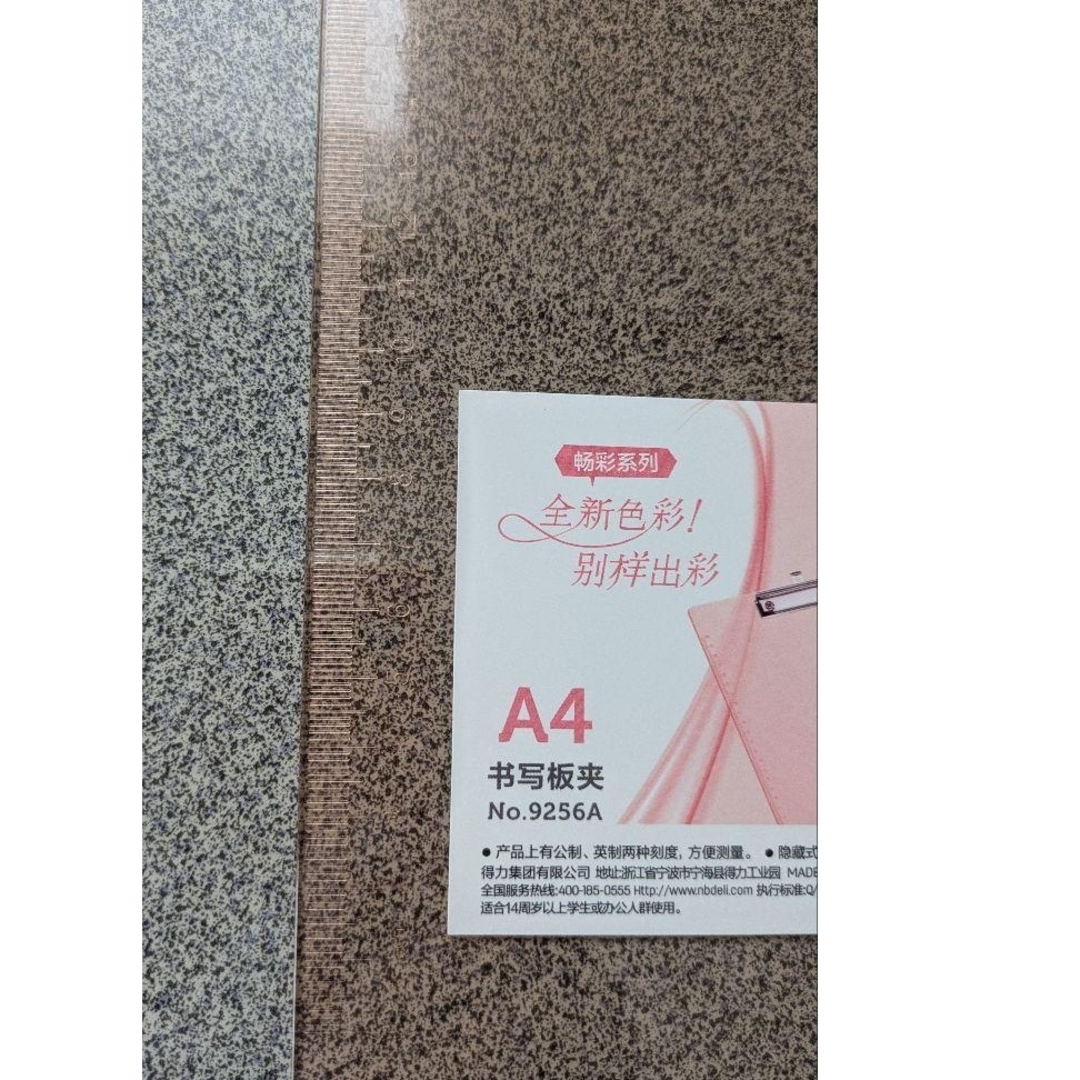 畅彩系列
全新色彩!
别样出彩
A4
书写板夹
No.9256A
● 产品上有公制、英制两种刻度, 方便测量。 ● 隐藏式
得力集团有限公司 地址:浙江省宁波市宁海县得力工业园 MADE
全国服务热线:400-185-0555 Http://www.nbdeli.com 执行标准:Q/
适合14周岁以上学生或办公人群使用。